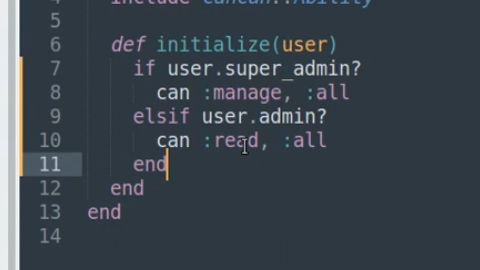 4 include CanCan::Ability
5
6 def initialize(user)
7 if user.super_admin?
8 can :manage, :all
9 elsif user.admin?
10 can :read, :all
11 end
12 end
13 end
14